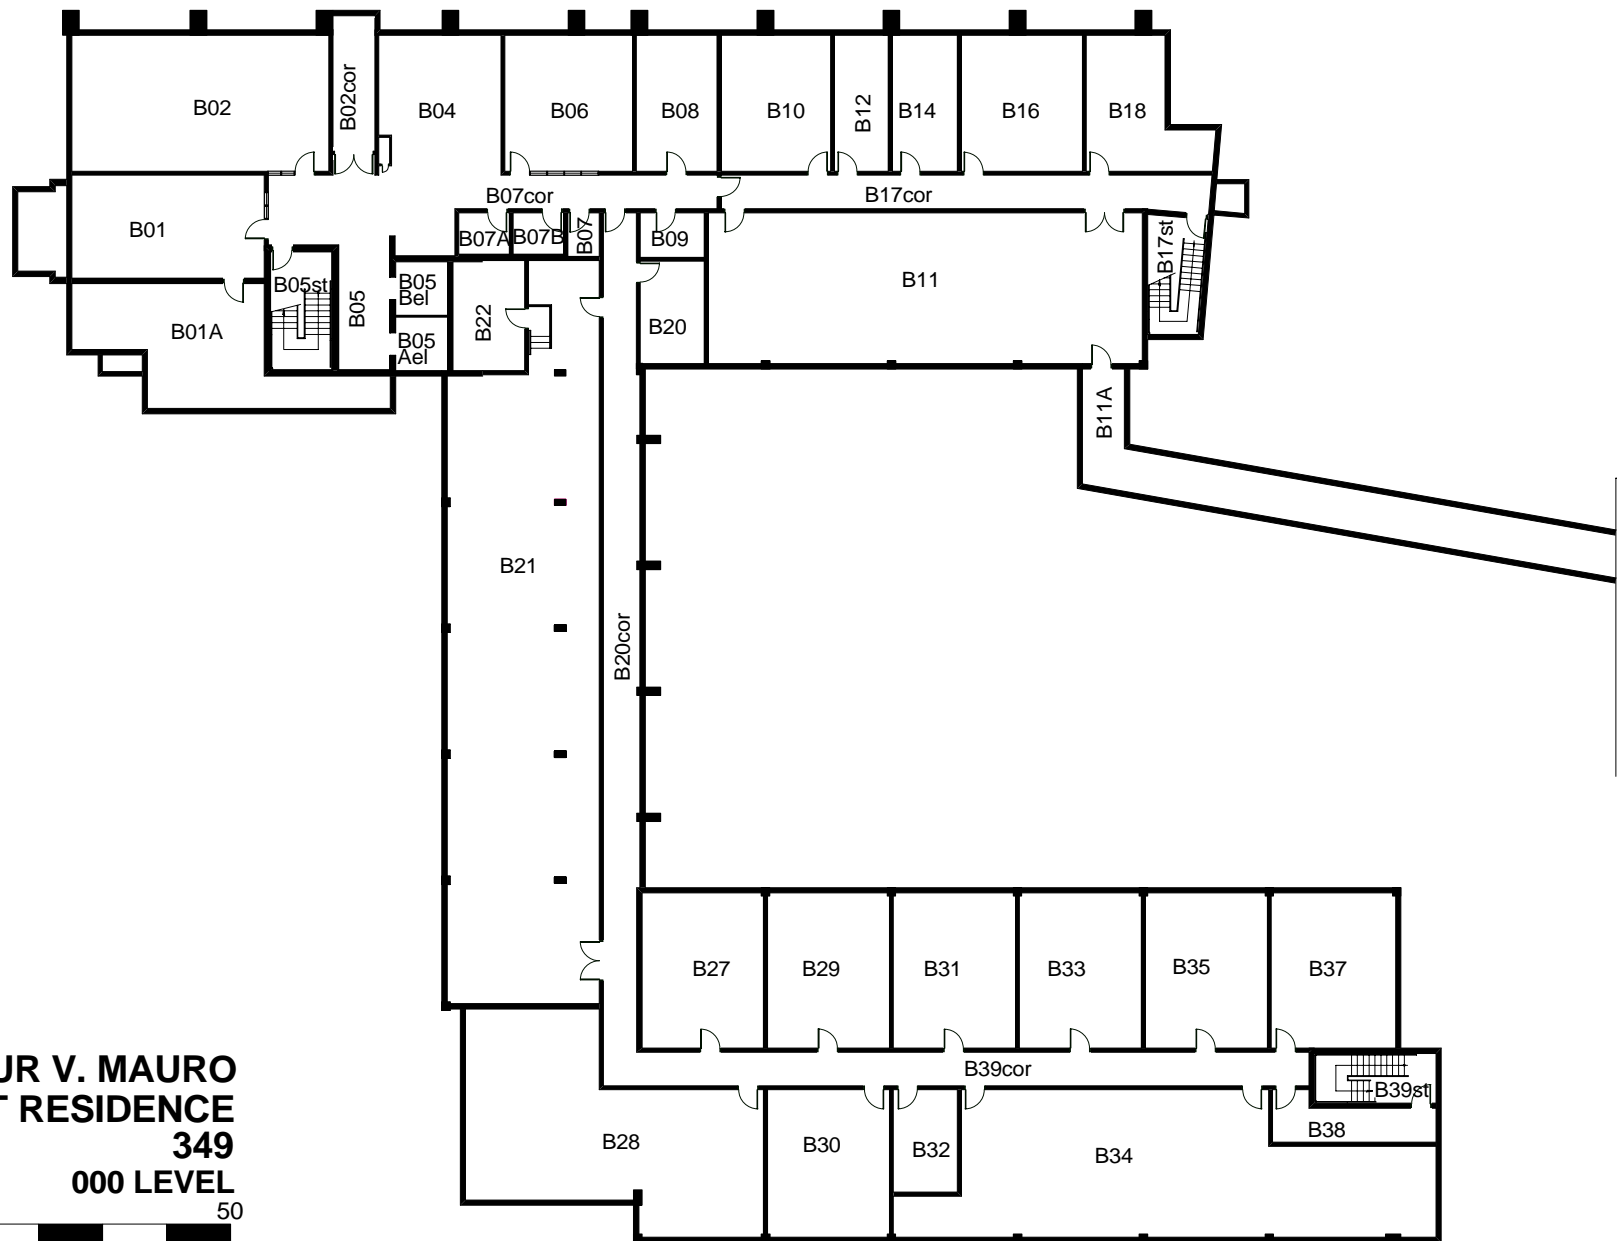 B02
B02cor
B04
B06
B08
B10
B12
B14
B16
B18
B07cor
B17cor
B01
B07A
B07B
B07
B09
B17st
B05st
B05
B05
Bel
B11
B01A
B05
Ael
B22
B20
B11A
B21
B20cor
B27
B29
B31
B33
B35
B37
B39cor
B39st
B28
B30
B32
B34
B38
UR V. MAURO
T RESIDENCE
349
000 LEVEL
50